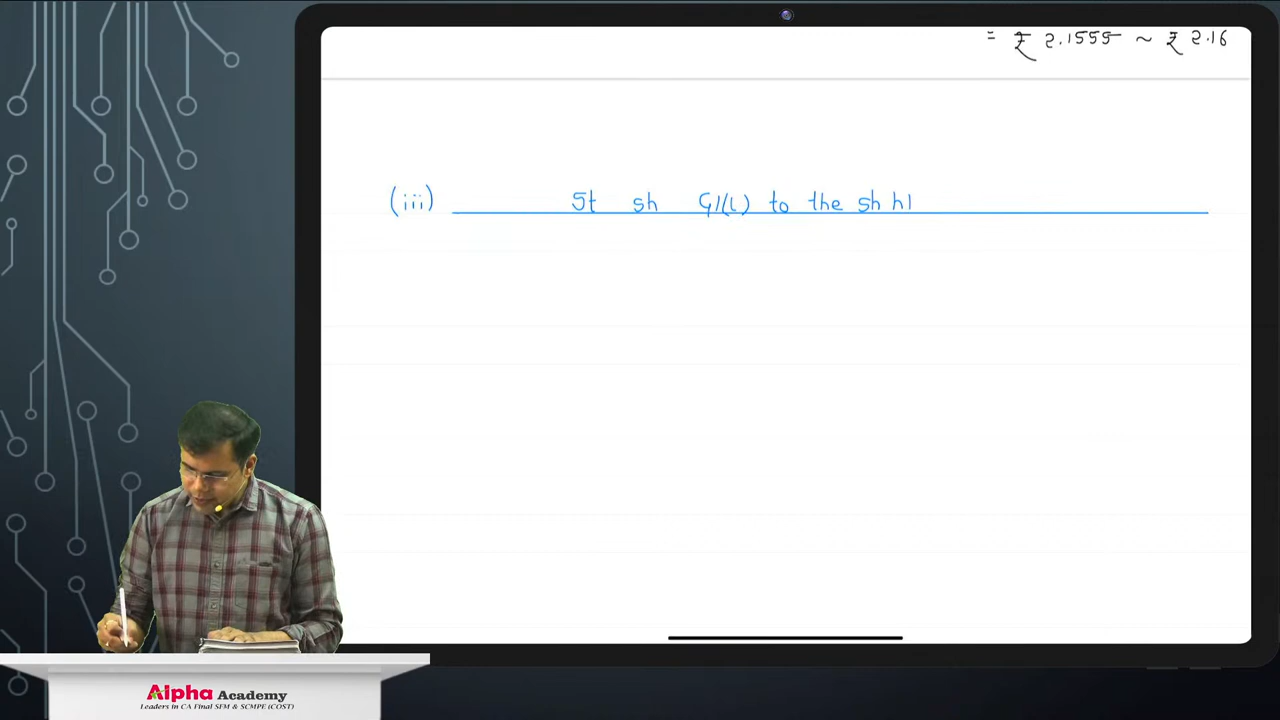 = ₹ 2.1555 ~ ₹ 2.16
(iii) St sh G/(L) to the sh hl
Alpha Academy
Leaders in CA Final SFM & SCMPE (COST)